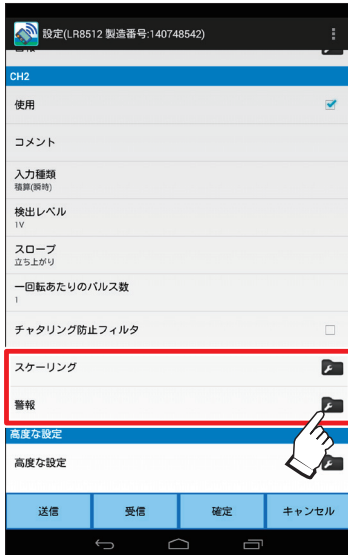 設定(LR8512 製造番号:140748542)
CH2
使用
コメント
入力種類
積算(瞬時)
検出レベル
1V
スロープ
立ち上がり
一回転あたりのパルス数
1
チャタリング防止フィルタ
スケーリング
警報
高度な設定
高度な設定
送信
受信
確定
キャンセル